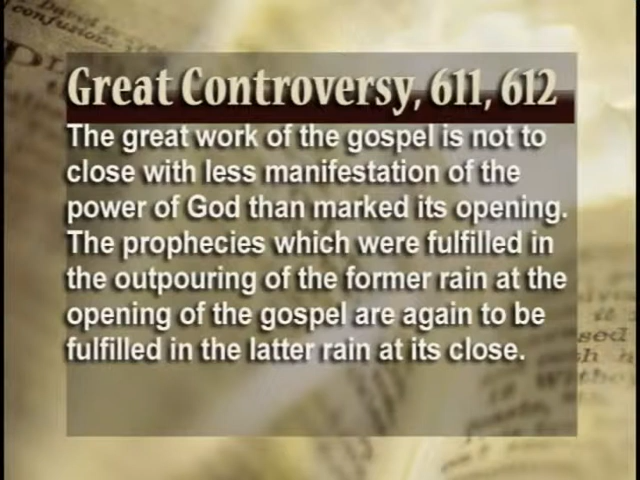 Great Controversy, 611, 612
The great work of the gospel is not to
close with less manifestation of the
power of God than marked its opening.
The prophecies which were fulfilled in
the outpouring of the former rain at the
opening of the gospel are again to be
fulfilled in the latter rain at its close.
confusion.